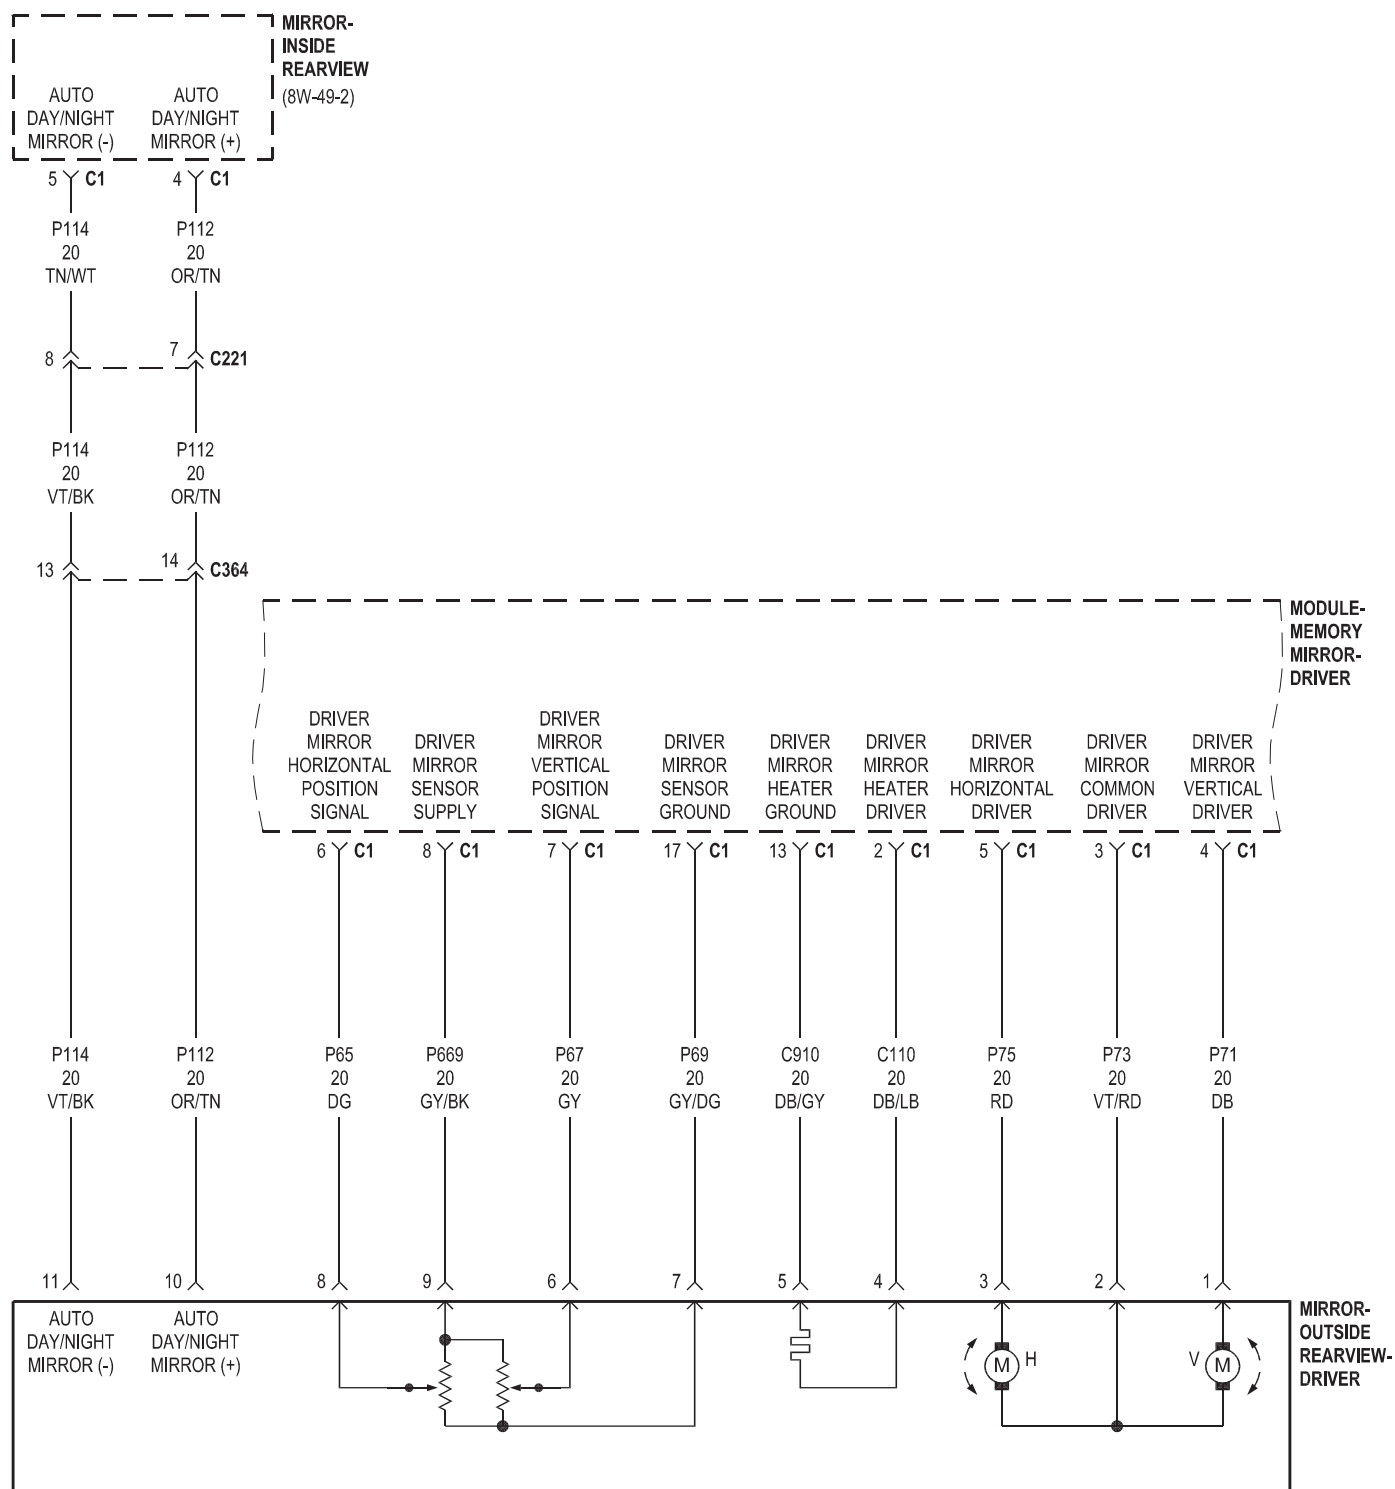 MIRROR-
INSIDE
REARVIEW
(8W-49-2)
AUTO AUTO
DAY/NIGHT DAY/NIGHT
MIRROR (-) MIRROR (+)
5 C1 4 C1
P114 P112
20 20
TN/WT OR/TN
8 7 C221
P114 P112
20 20
VT/BK OR/TN
13 14 C364
MODULE-
MEMORY
MIRROR-
DRIVER
DRIVER DRIVER
MIRROR DRIVER MIRROR DRIVER DRIVER DRIVER DRIVER DRIVER DRIVER
HORIZONTAL MIRROR VERTICAL MIRROR MIRROR MIRROR MIRROR MIRROR MIRROR
POSITION SENSOR POSITION SENSOR HEATER HEATER HORIZONTAL COMMON VERTICAL
SIGNAL SUPPLY SIGNAL GROUND GROUND DRIVER DRIVER DRIVER DRIVER
6 C1 8 C1 7 C1 17 C1 13 C1 2 C1 5 C1 3 C1 4 C1
P114 P112 P65 P669 P67 P69 C910 C110 P75 P73 P71
20 20 20 20 20 20 20 20 20 20 20
VT/BK OR/TN DG GY/BK GY GY/DG DB/GY DB/LB RD VT/RD DB
11 10 8 9 6 7 5 4 3 2 1
AUTO AUTO
DAY/NIGHT DAY/NIGHT
MIRROR (-) MIRROR (+)
M H V M
MIRROR-
OUTSIDE
REARVIEW-
DRIVER